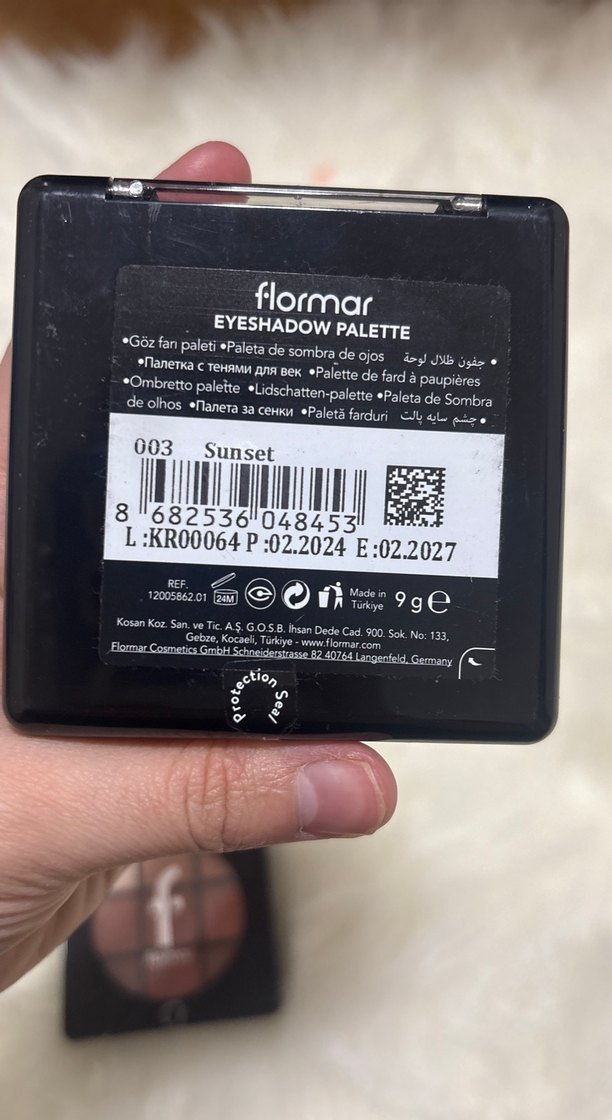 flormar
EYESHADOW PALETTE
•Göz farı paleti •Paleta de sombra de ojos جفون ظلال لوحة •
•Палетка с тенями для век •Palette de fard à paupières
•Ombretto palette •Lidschatten-palette •Paleta de Sombra
de olhos •Палета за сенки •Paletă farduri چشم سایه پالت •
003 Sunset
8 682536 048453
L :KR00064 P :02.2024 E :02.2027
REF.
12005862.01
24M
Made in
Türkiye
9 g e
Kosan Koz. San. ve Tic. A.Ş. G.O.S.B. İhsan Dede Cad. 900. Sok. No: 133,
Gebze, Kocaeli, Türkiye - www.flormar.com
Flormar Cosmetics GmbH Schneiderstrasse 82 40764 Langenfeld, Germany
Protection Seal
f